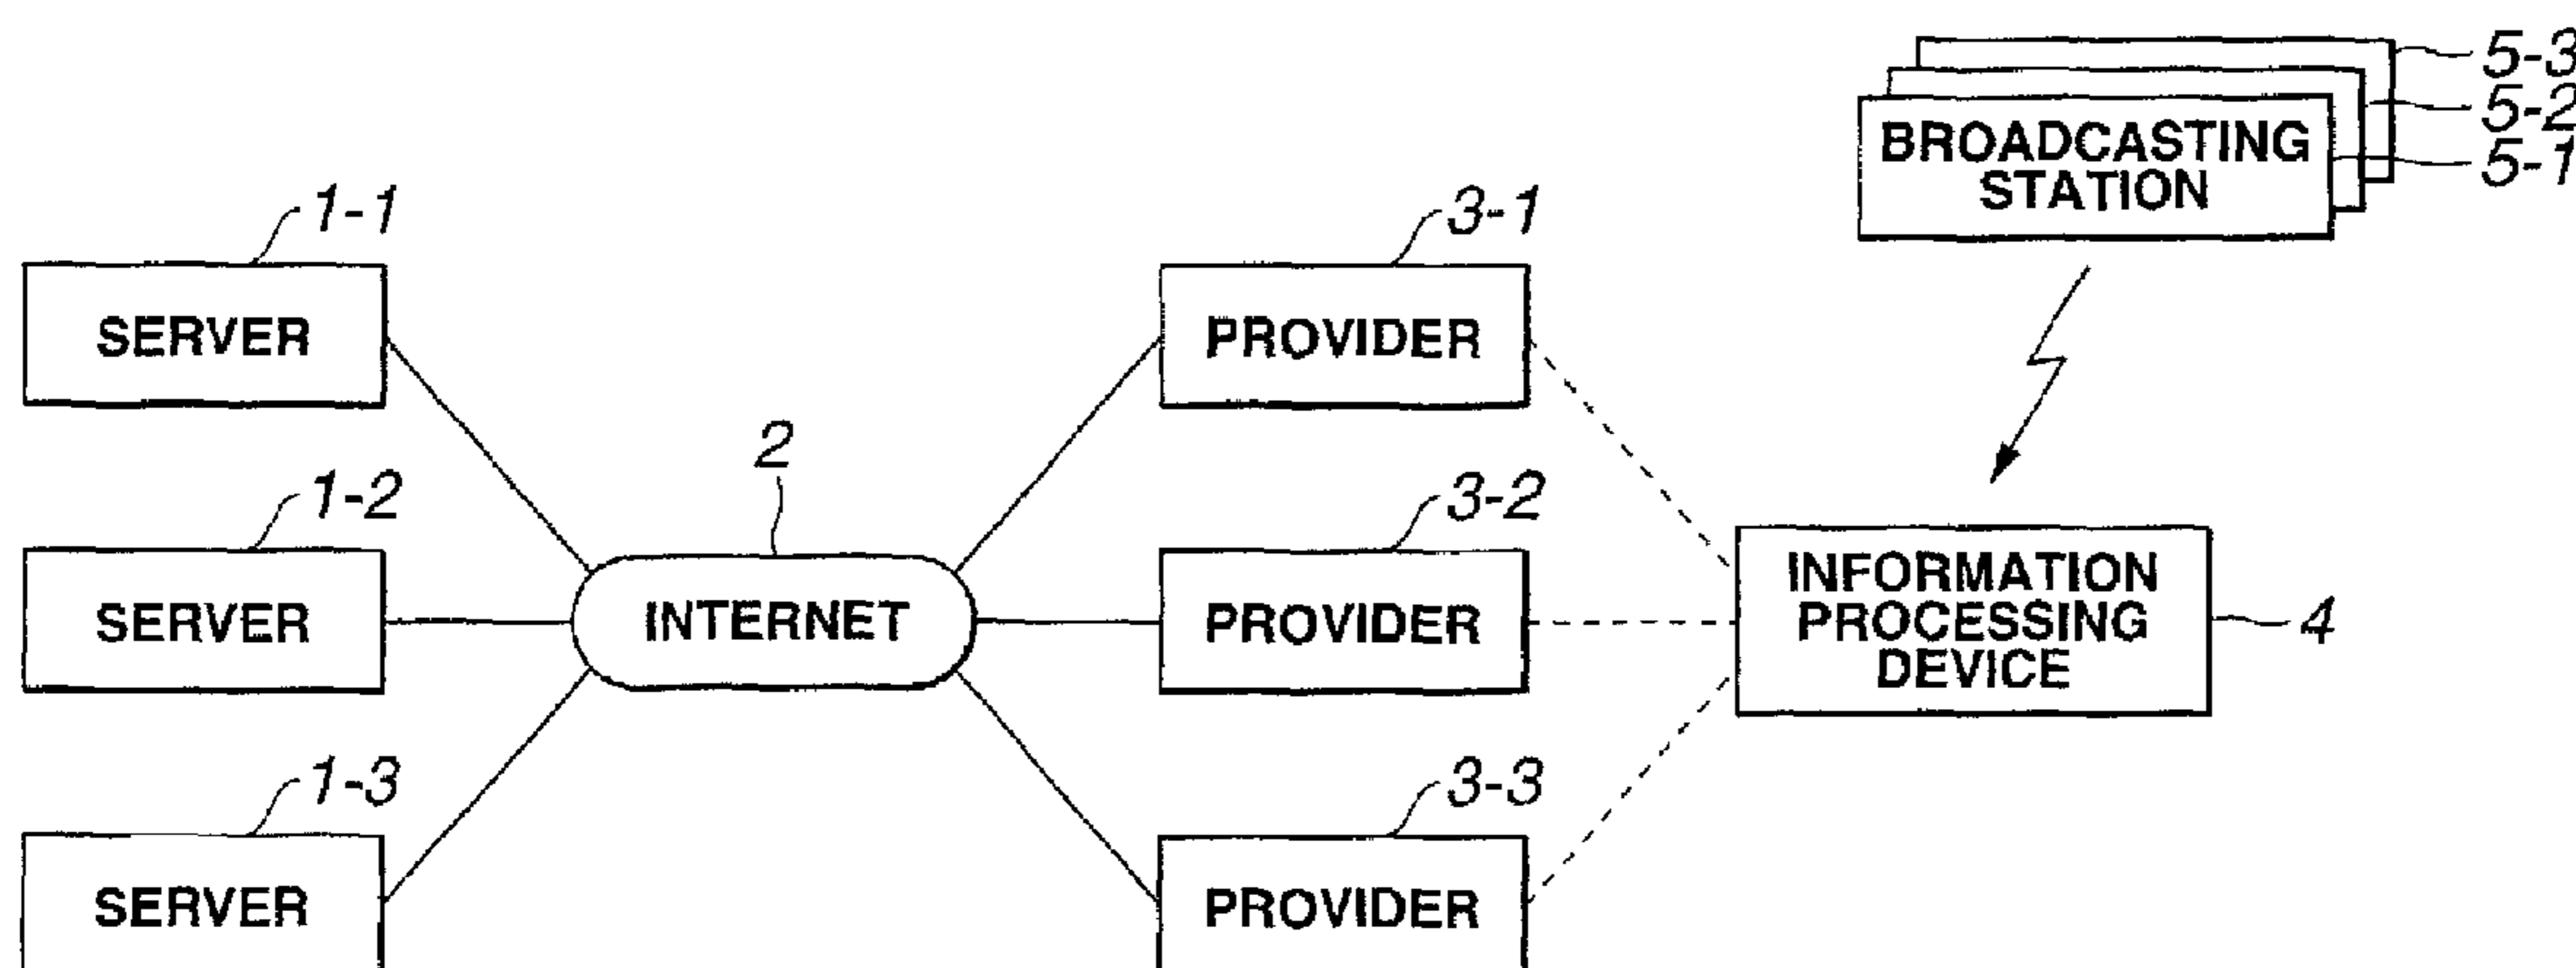 5-3
5-2
5-1
BROADCASTING
STATION
1-1
3-1
SERVER
PROVIDER
2
1-2
3-2
SERVER
INTERNET
PROVIDER
INFORMATION
PROCESSING
DEVICE
4
1-3
3-3
SERVER
PROVIDER